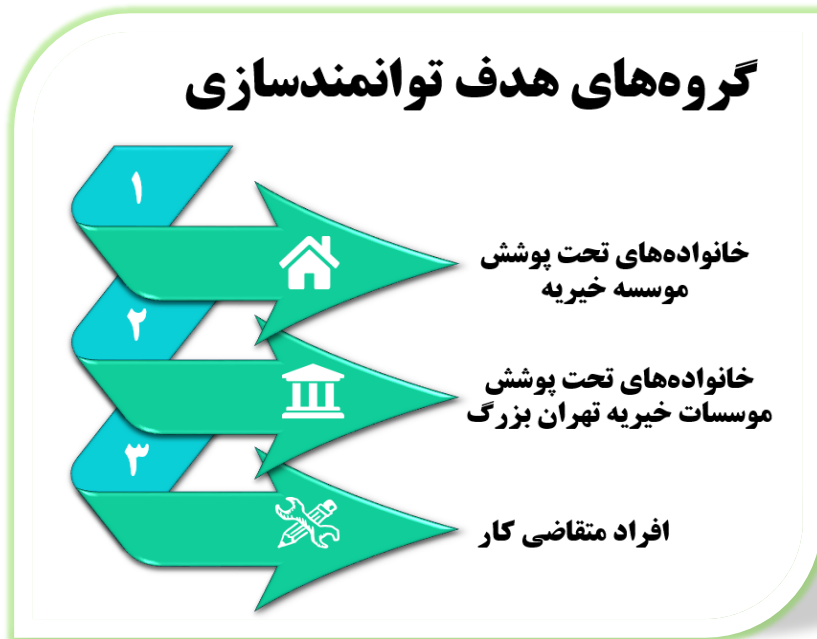 گروه‌های هدف توانمندسازی
۱
خانواده‌های تحت پوشش
موسسه خیریه
۲
خانواده‌های تحت پوشش
موسسات خیریه تهران بزرگ
۳
افراد متقاضی کار